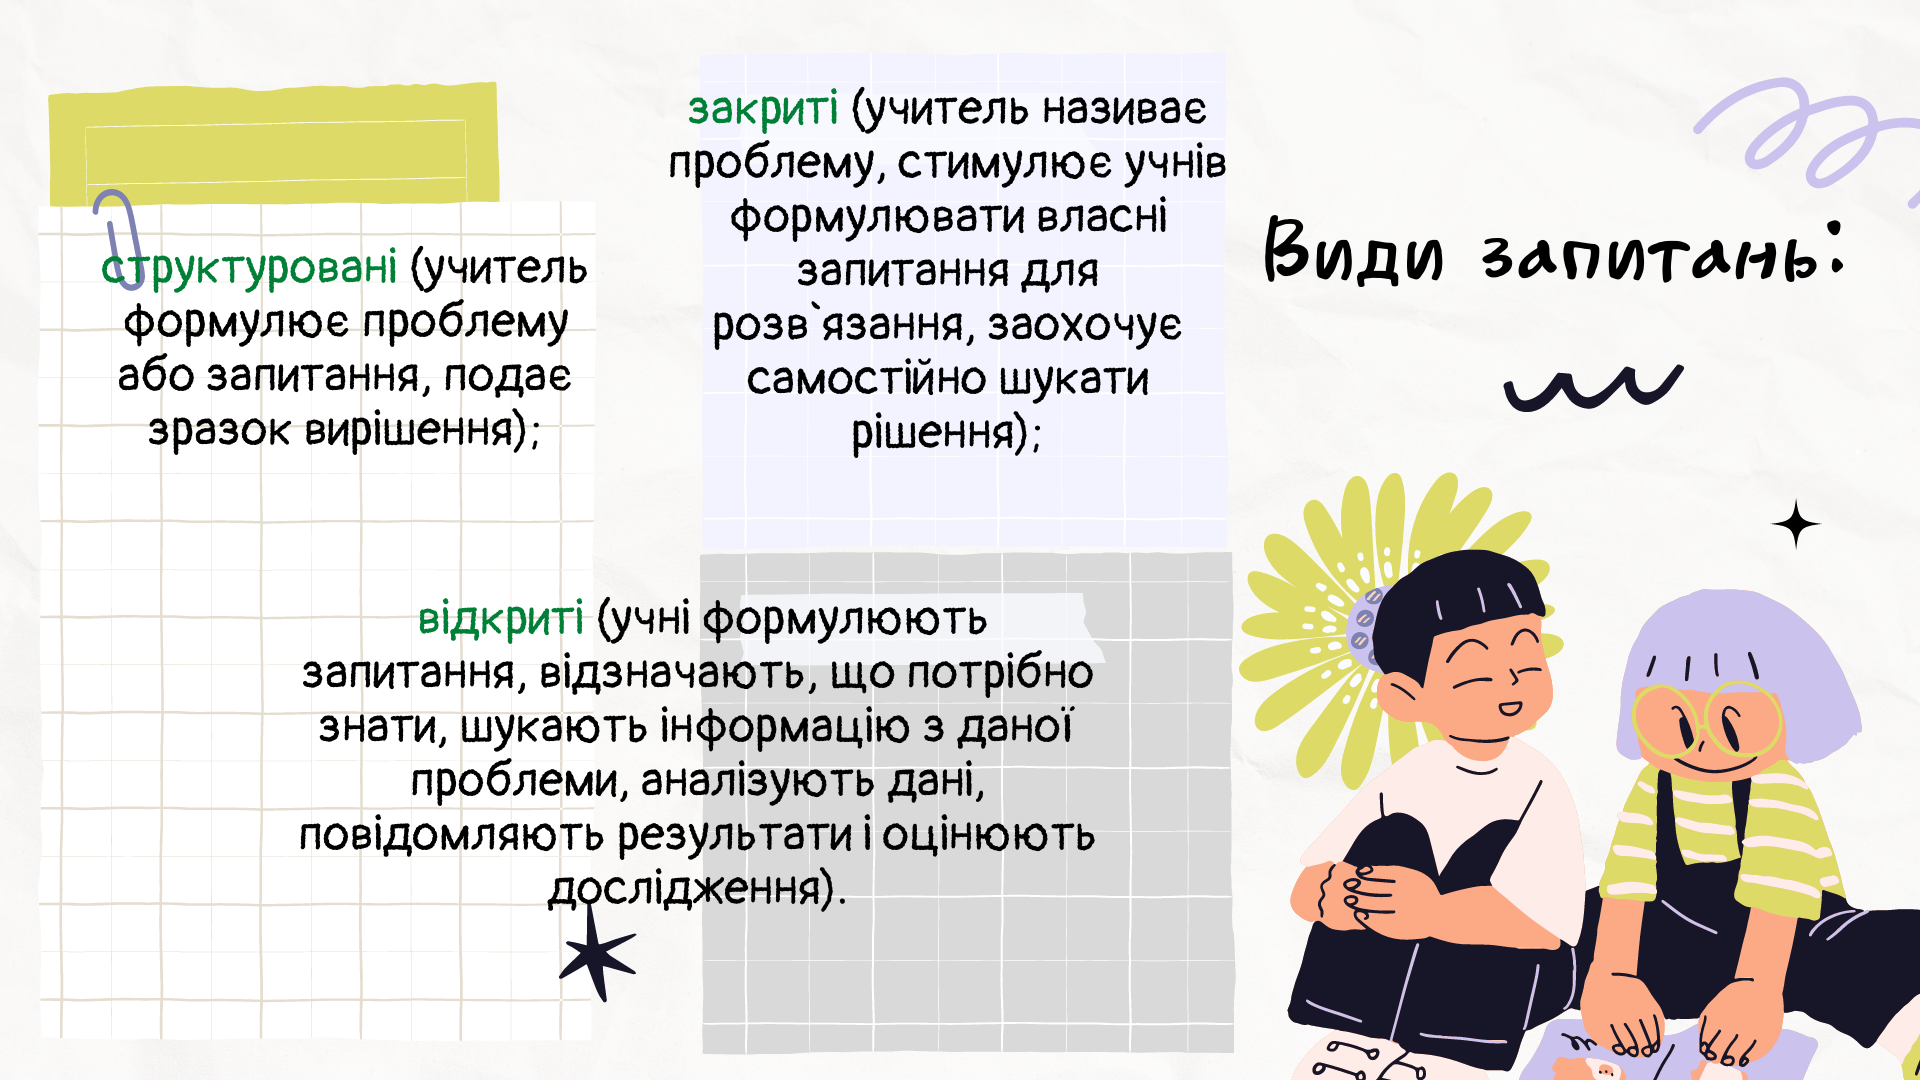 Види запитань:
структуровані (учитель
формулює проблему
або запитання, подає
зразок вирішення);
закриті (учитель називає
проблему, стимулює учнів
формулювати власні
запитання для
розв`язання, заохочує
самостійно шукати
рішення);
відкриті (учні формулюють
запитання, відзначають, що потрібно
знати, шукають інформацію з даної
проблеми, аналізують дані,
повідомляють результати і оцінюють
дослідження).